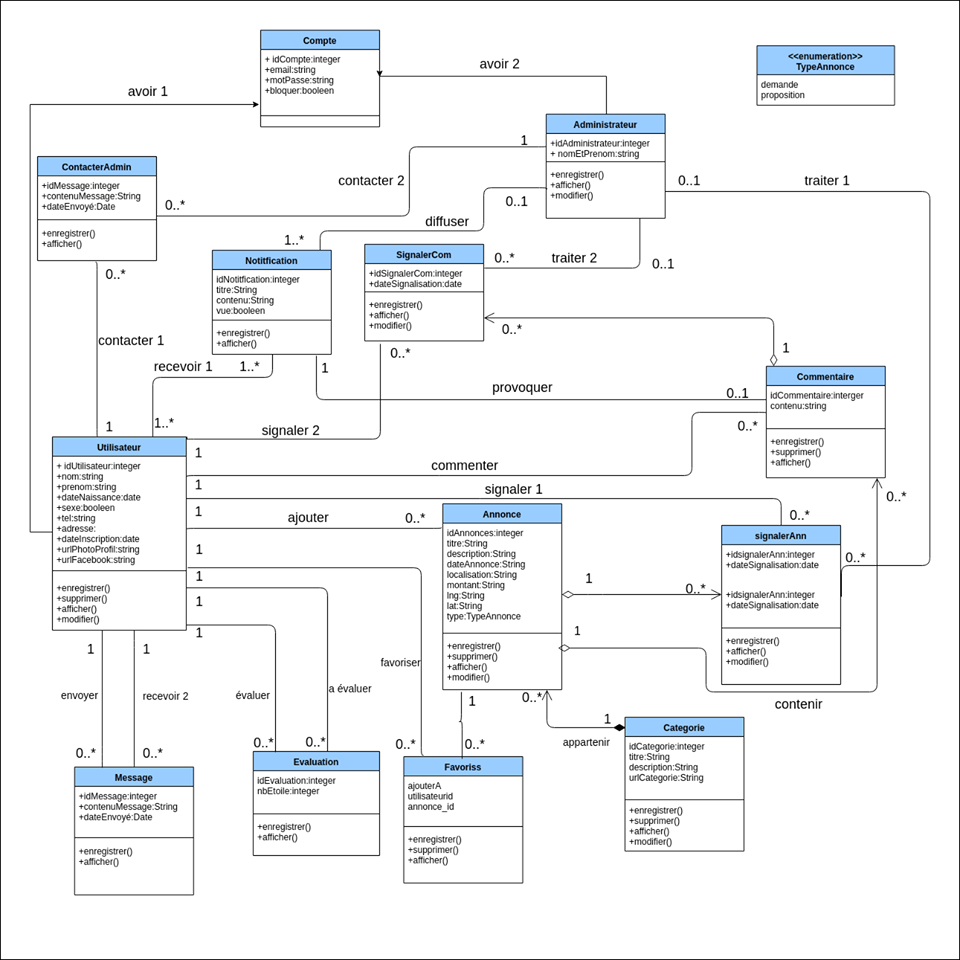 Compte
+ idCompte:integer
+email:string
+motPasse:string
+bloquer:booleen
<<enumeration>>
TypeAnnonce
demande
proposition
avoir 2
avoir 1
Administrateur
+idAdministrateur:integer
+ nomEtPrenom:string
+enregistrer()
+afficher()
+modifier()
1
contacter 2
0..*
0..1
traiter 1
ContacterAdmin
+idMessage:integer
+contenuMessage:String
+dateEnvoyé:Date
+enregistrer()
+afficher()
0..*
0..1
diffuser
1..*
Notitfication
idNotitfication:integer
titre:String
contenu:String
vue:booleen
+enregistrer()
+afficher()
SignalerCom
+idSignalerCom:integer
+dateSignalisation:date
+enregistrer()
+afficher()
+modifier()
0..*
traiter 2
0..1
0..*
1
contacter 1
recevoir 1
1..*
1
0..*
provoquer
0..1
Commentaire
idCommentaire:interger
contenu:string
+enregistrer()
+supprimer()
+afficher()
0..*
1
1..*
signaler 2
Utilisateur
+ idUtilisateur:integer
+nom:string
+prenom:string
+dateNaissance:date
+sexe:booleen
+tel:string
+adresse:
+dateInscription:date
+urlPhotoProfil:string
+urlFacebook:string
+enregistrer()
+supprimer()
+afficher()
+modifier()
1
commenter
1
signaler 1
0..*
0..*
1
ajouter
0..*
1
1
1
1
Annonce
idAnnonces:integer
titre:String
description:String
dateAnnonce:String
localisation:String
montant:String
lng:String
lat:String
type:TypeAnnonce
+enregistrer()
+supprimer()
+afficher()
+modifier()
1
0..*
signalerAnn
+idsignalerAnn:integer
+dateSignalisation:date
+idsignalerAnn:integer
+dateSignalisation:date
+enregistrer()
+afficher()
+modifier()
0..*
1
contenir
1
1
envoyer
recevoir 2
évaluer
a évaluer
favoriser
1
0..*
1
appartenir
0..*
0..*
0..*
0..*
0..*
0..*
Message
+idMessage:integer
+contenuMessage:String
+dateEnvoyé:Date
+enregistrer()
+afficher()
Evaluation
idEvaluation:integer
nbEtoile:integer
+enregistrer()
+afficher()
Favoriss
ajouterA
utilisateurid
annonce_id
+enregistrer()
+supprimer()
+afficher()
Categorie
idCategorie:integer
titre:String
description:String
urlCategorie:String
+enregistrer()
+supprimer()
+afficher()
+modifier()